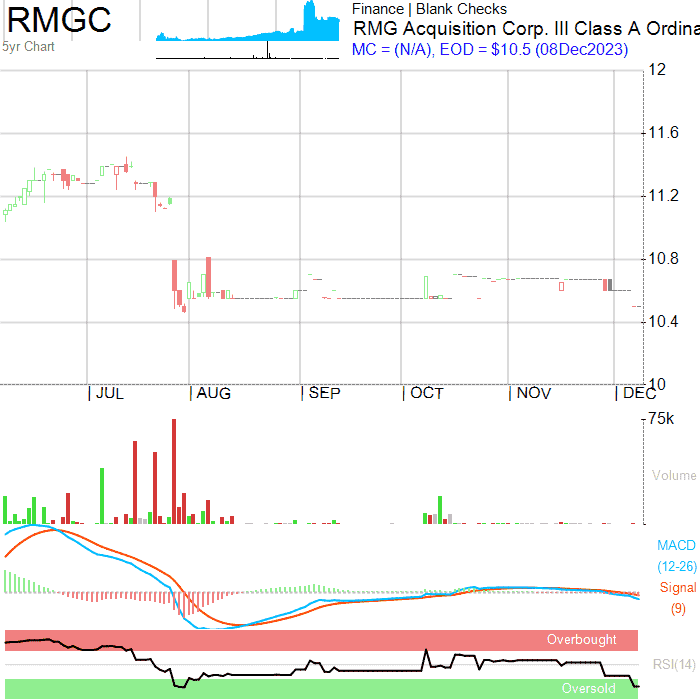 RMGC
5yr Chart
Finance | Blank Checks
RMG Acquisition Corp. III Class A Ordina
MC = (N/A), EOD = $10.5 (08Dec2023)
12
11.6
11.2
10.8
10.4
10
JUL
AUG
SEP
OCT
NOV
DEC
75k
Volume
MACD
(12-26)
Signal
(9)
Overbought
RSI(14)
Oversold